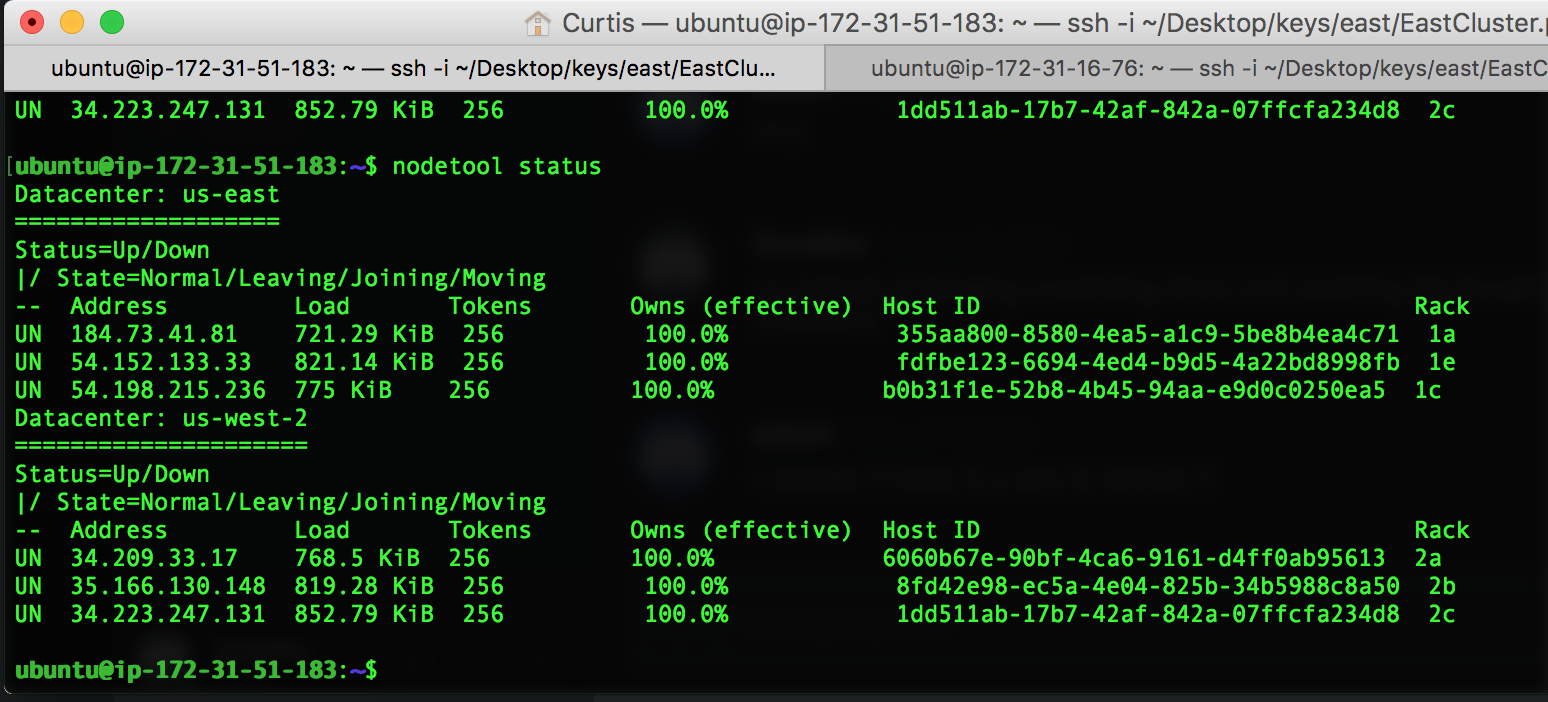 Curtis — ubuntu@ip-172-31-51-183: ~ — ssh -i ~/Desktop/keys/east/EastCluster.
ubuntu@ip-172-31-51-183: ~ — ssh -i ~/Desktop/keys/east/EastClu... ubuntu@ip-172-31-16-76: ~ — ssh -i ~/Desktop/keys/east/EastC
UN  34.223.247.131  852.79 KiB  256          100.0%            1dd511ab-17b7-42af-842a-07ffcfa234d8  2c
[ubuntu@ip-172-31-51-183:~$ nodetool status
Datacenter: us-east
===================
Status=Up/Down
|/ State=Normal/Leaving/Joining/Moving
--  Address         Load       Tokens       Owns (effective)  Host ID                               Rack
UN  184.73.41.81    721.29 KiB  256          100.0%            355aa800-8580-4ea5-a1c9-5be8b4ea4c71  1a
UN  54.152.133.33   821.14 KiB  256          100.0%            fdfbe123-6694-4ed4-b9d5-4a22bd8998fb  1e
UN  54.198.215.236  775 KiB    256          100.0%            b0b31f1e-52b8-4b45-94aa-e9d0c0250ea5  1c
Datacenter: us-west-2
=====================
Status=Up/Down
|/ State=Normal/Leaving/Joining/Moving
--  Address         Load       Tokens       Owns (effective)  Host ID                               Rack
UN  34.209.33.17    768.5 KiB  256          100.0%            6060b67e-90bf-4ca6-9161-d4ff0ab95613  2a
UN  35.166.130.148  819.28 KiB  256          100.0%            8fd42e98-ec5a-4e04-825b-34b5988c8a50  2b
UN  34.223.247.131  852.79 KiB  256          100.0%            1dd511ab-17b7-42af-842a-07ffcfa234d8  2c
ubuntu@ip-172-31-51-183:~$